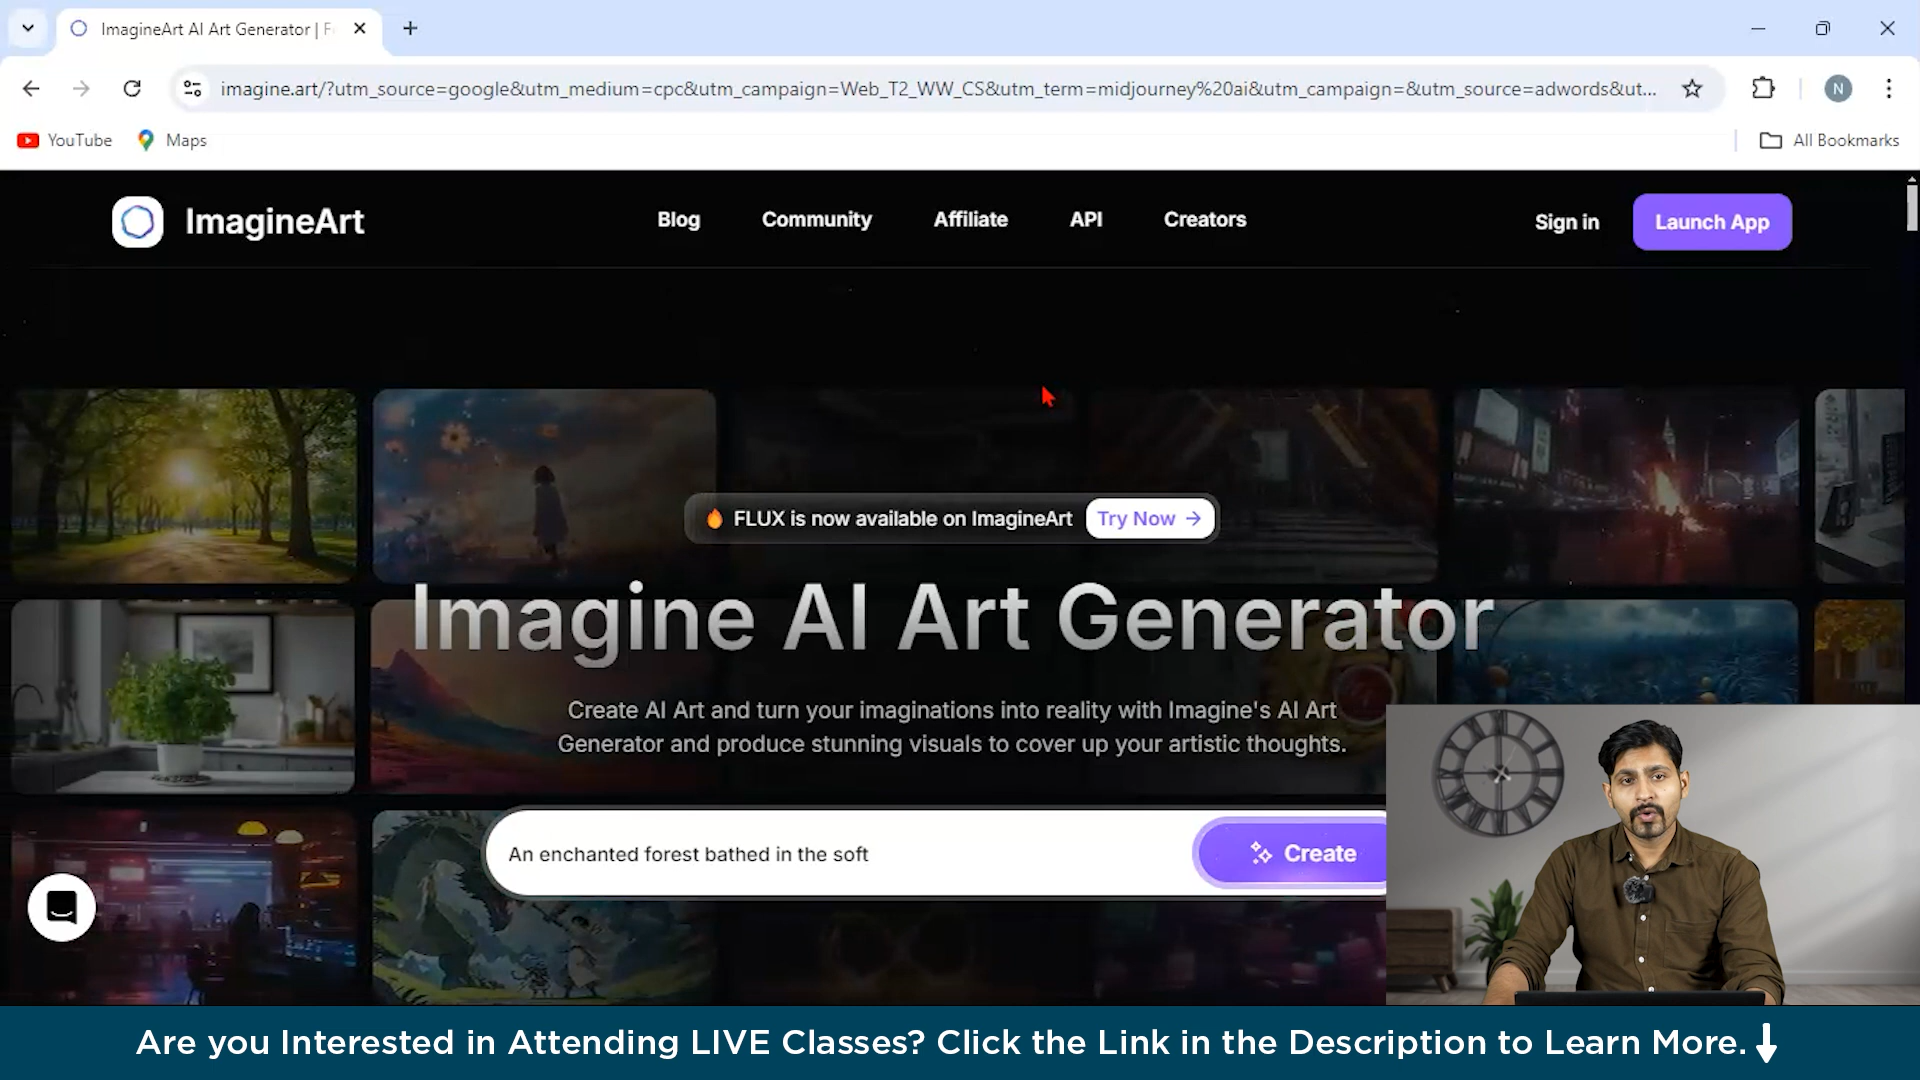 ImagineArt AI Art Generator | F
imagine.art/?utm_source=google&utm_medium=cpc&utm_campaign=Web_T2_WW_CS&utm_term=midjourney%20ai&utm_campaign=&utm_source=adwords&ut...
N
YouTube
Maps
All Bookmarks
ImagineArt
Blog
Community
Affiliate
API
Creators
Sign in
Launch App
FLUX is now available on ImagineArt
Try Now →
Imagine AI Art Generator
Create AI Art and turn your imaginations into reality with Imagine's AI Art
Generator and produce stunning visuals to cover up your artistic thoughts.
An enchanted forest bathed in the soft
Create
Are you Interested in Attending LIVE Classes? Click the Link in the Description to Learn More.